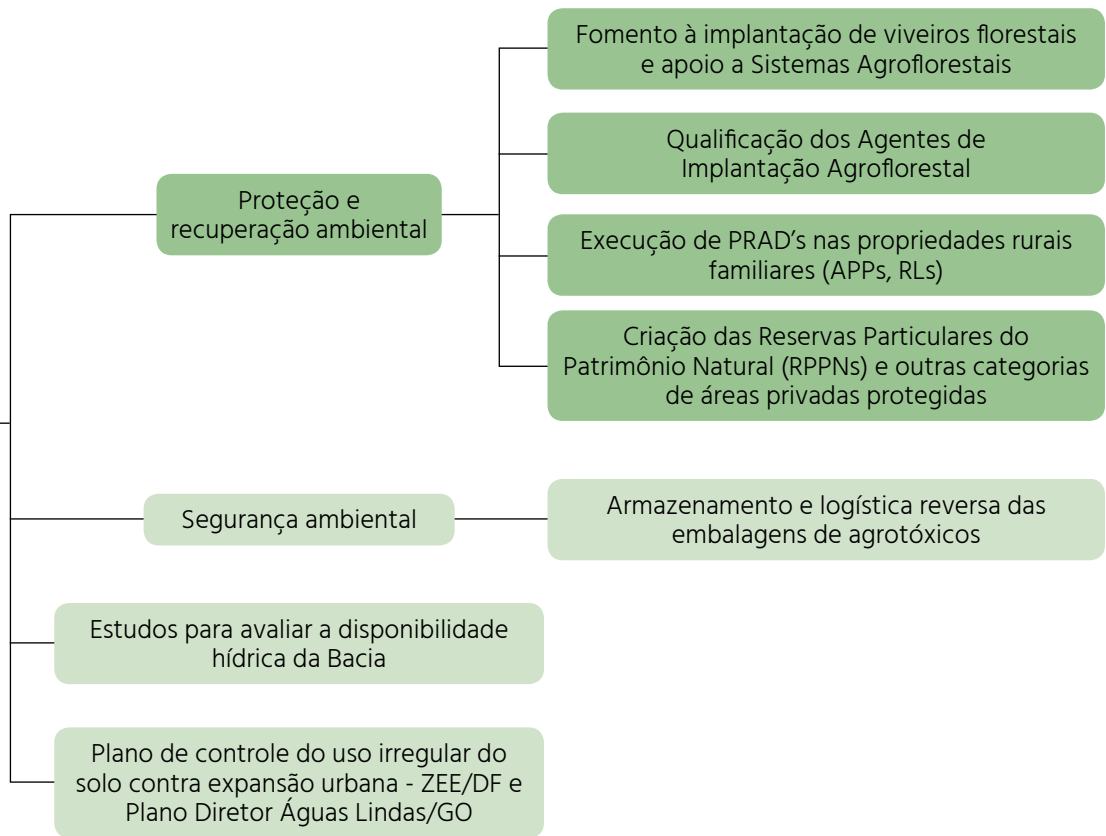 Fomento à implantação de viveiros florestais
e apoio a Sistemas Agroflorestais
Qualificação dos Agentes de
Implantação Agroflorestal
Proteção e
recuperação ambiental
Execução de PRAD's nas propriedades rurais
familiares (APPs, RLs)
Criação das Reservas Particulares do
Patrimônio Natural (RPPNs) e outras categorias
de áreas privadas protegidas
Segurança ambiental
Armazenamento e logística reversa das
embalagens de agrotóxicos
Estudos para avaliar a disponibilidade
hídrica da Bacia
Plano de controle do uso irregular do
solo contra expansão urbana - ZEE/DF e
Plano Diretor Águas Lindas/GO